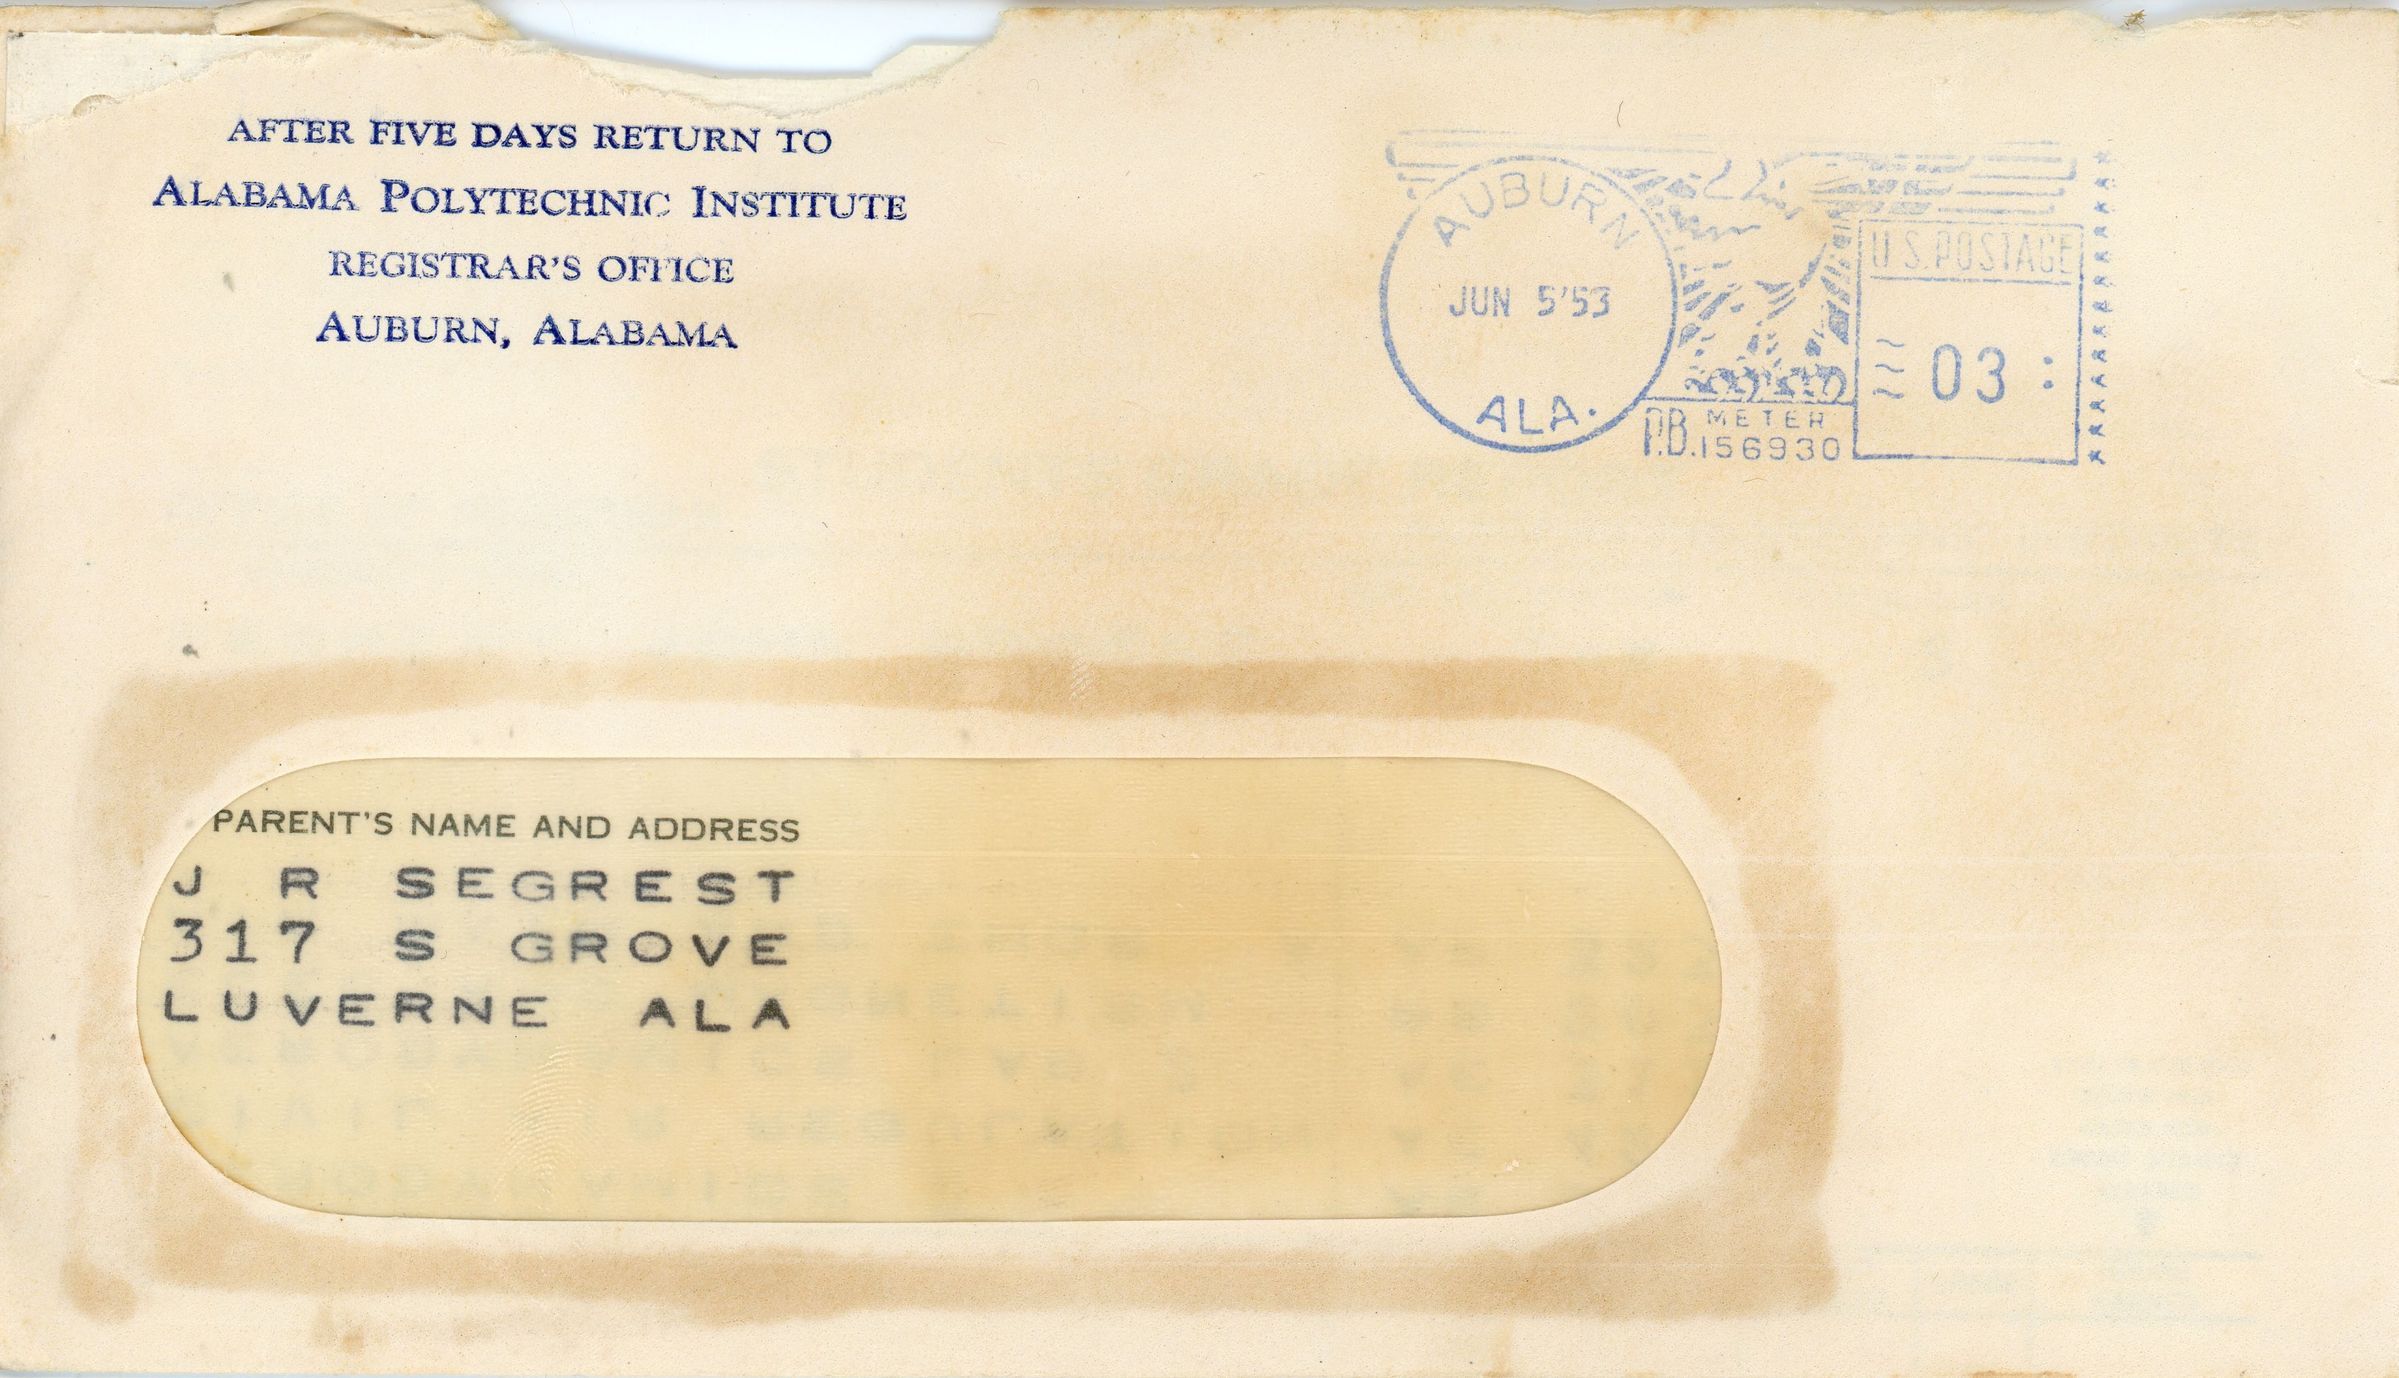 AFTER FIVE DAYS RETURN TO
ALABAMA POLYTECHNIC INSTITUTE
REGISTRAR'S OFFICE
AUBURN, ALABAMA
AUBURN
JUN 5'53
ALA.
P.B. METER
156930
U.S. POSTAGE
03
PARENT'S NAME AND ADDRESS
J R SEGREST
317 S GROVE
LUVERNE ALA